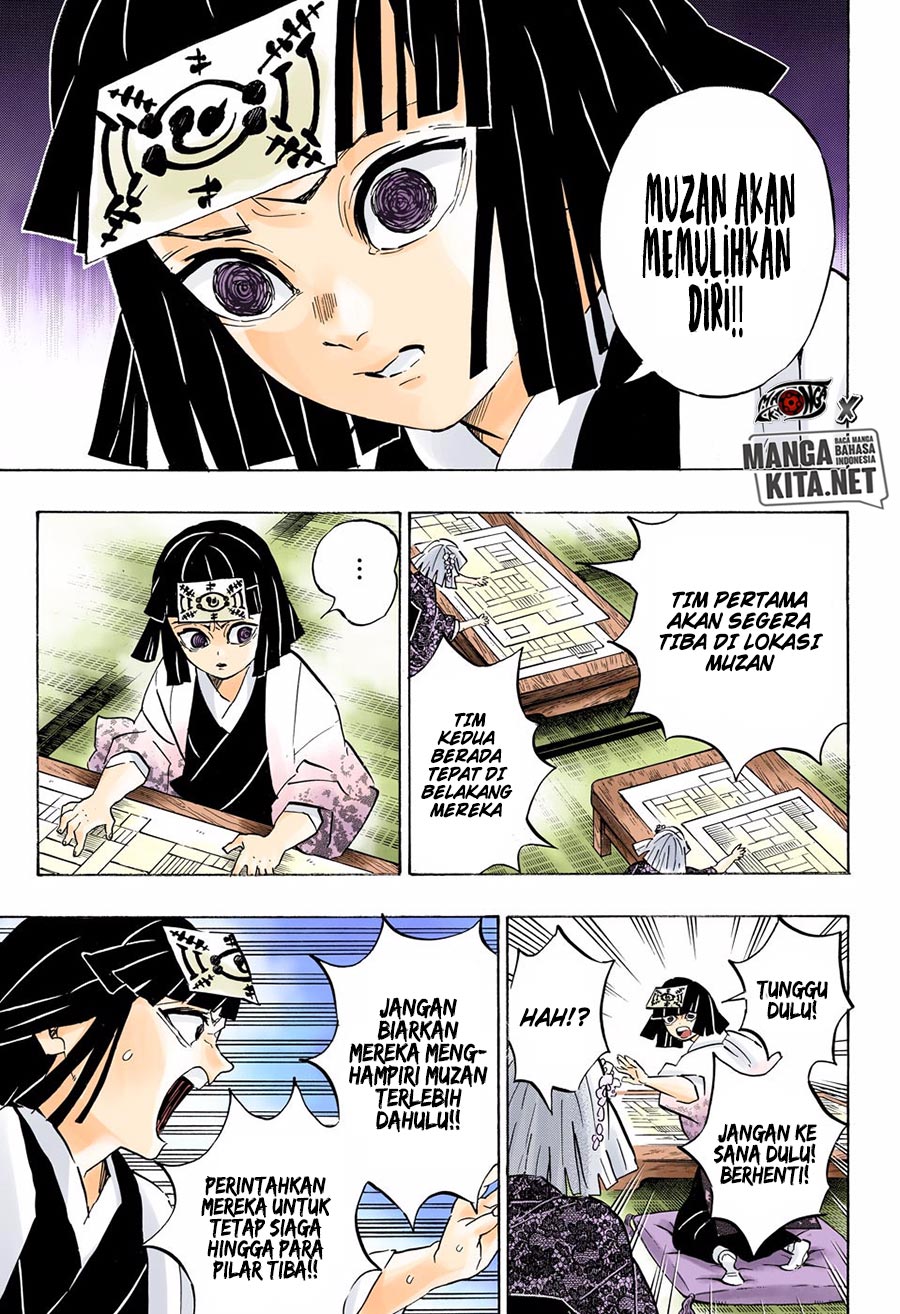 MUZAN AKAN
MEMULIHKAN
DIRI!!
MANGA
KITA.NET
BACA MANGA
BAHASA
INDONESIA
X
TIM PERTAMA
AKAN SEGERA
TIBA DI LOKASI
MUZAN
TIM
KEDUA
BERADA
TEPAT DI
BELAKANG
MEREKA
...
TUNGGU
DULU!
HAH!?
JANGAN KE
SANA DULU!
BERHENTI!
JANGAN
BIARKAN
MEREKA MENG-
HAMPIRI MUZAN
TERLEBIH
DAHULU!!
PERINTAHKAN
MEREKA UNTUK
TETAP SIAGA
HINGGA PARA
PILAR TIBA!!